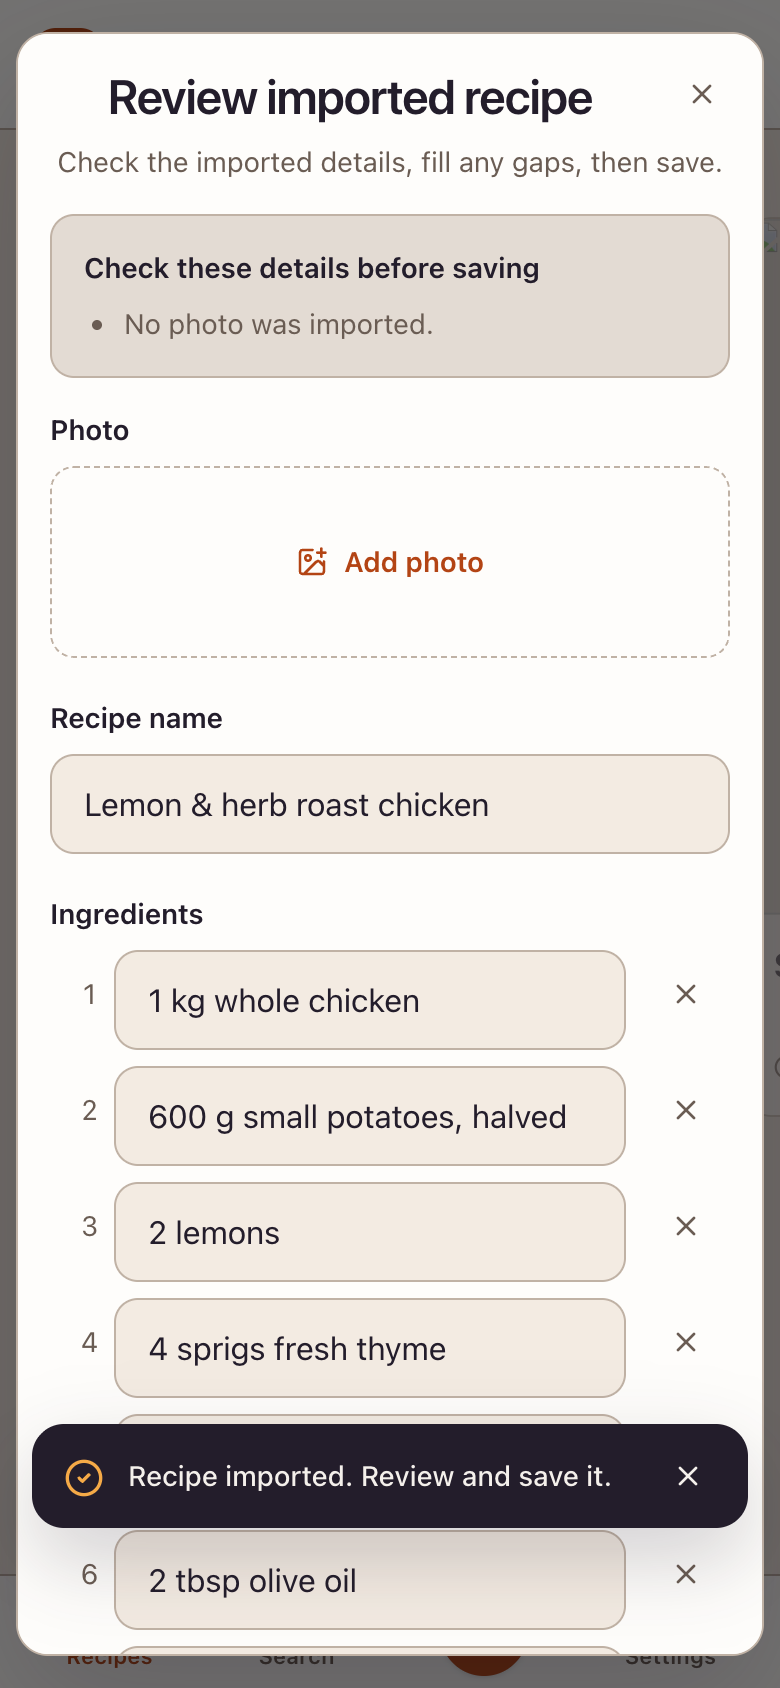 Review imported recipe
Check the imported details, fill any gaps, then save.
Check these details before saving
• No photo was imported.
Photo
Add photo
Recipe name
Lemon & herb roast chicken
Ingredients
1 1 kg whole chicken
2 600 g small potatoes, halved
3 2 lemons
4 4 sprigs fresh thyme
Recipe imported. Review and save it.
6 2 tbsp olive oil
Recipes Search Settings